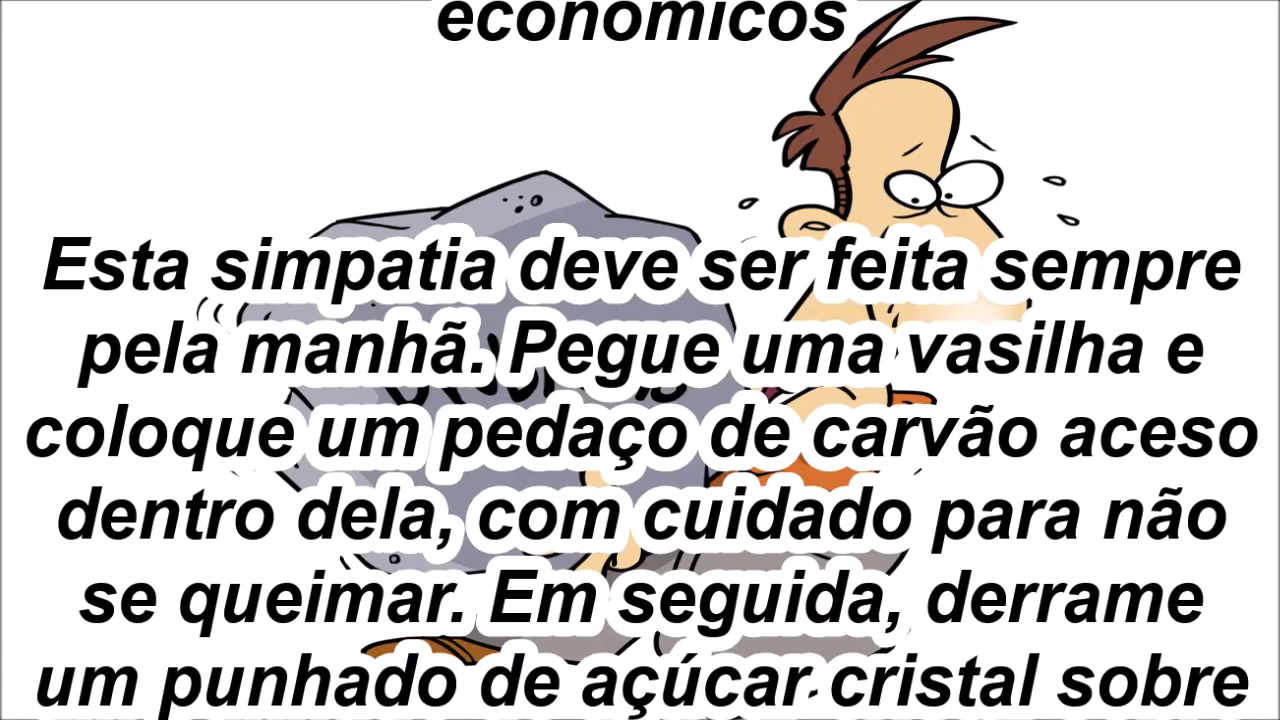 econômicos
Esta simpatia deve ser feita sempre
pela manhã. Pegue uma vasilha e
coloque um pedaço de carvão aceso
dentro dela, com cuidado para não
se queimar. Em seguida, derrame
um punhado de açúcar cristal sobre